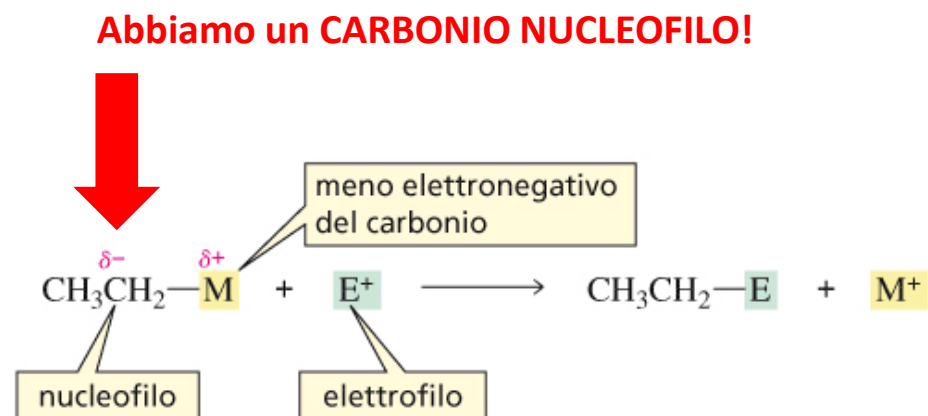 Abbiamo un CARBONIO NUCLEOFILO!
meno elettronegativo
del carbonio
δ− δ+
CH₃CH₂—M + E⁺ ⟶ CH₃CH₂—E + M⁺
nucleofilo elettrofilo